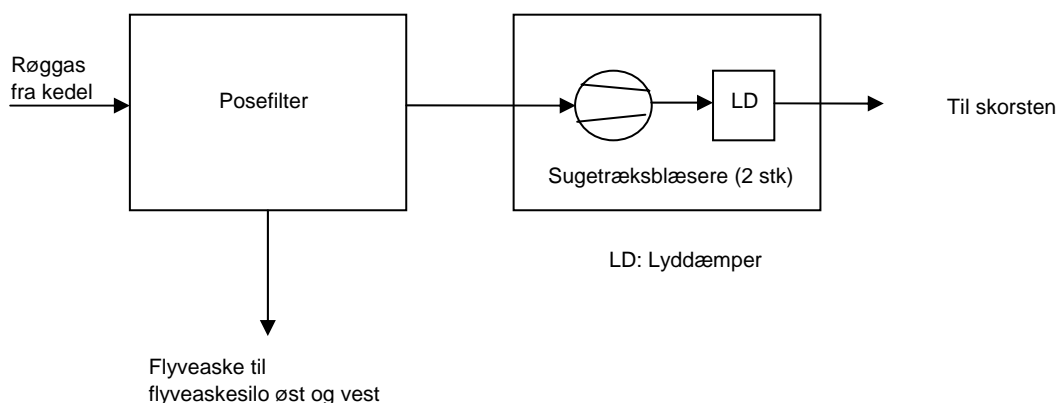 Røggas
fra kedel
Posefilter
LD
Til skorsten
Sugetræksblæsere (2 stk)
LD: Lyddæmper
Flyveaske til
flyveaskesilo øst og vest